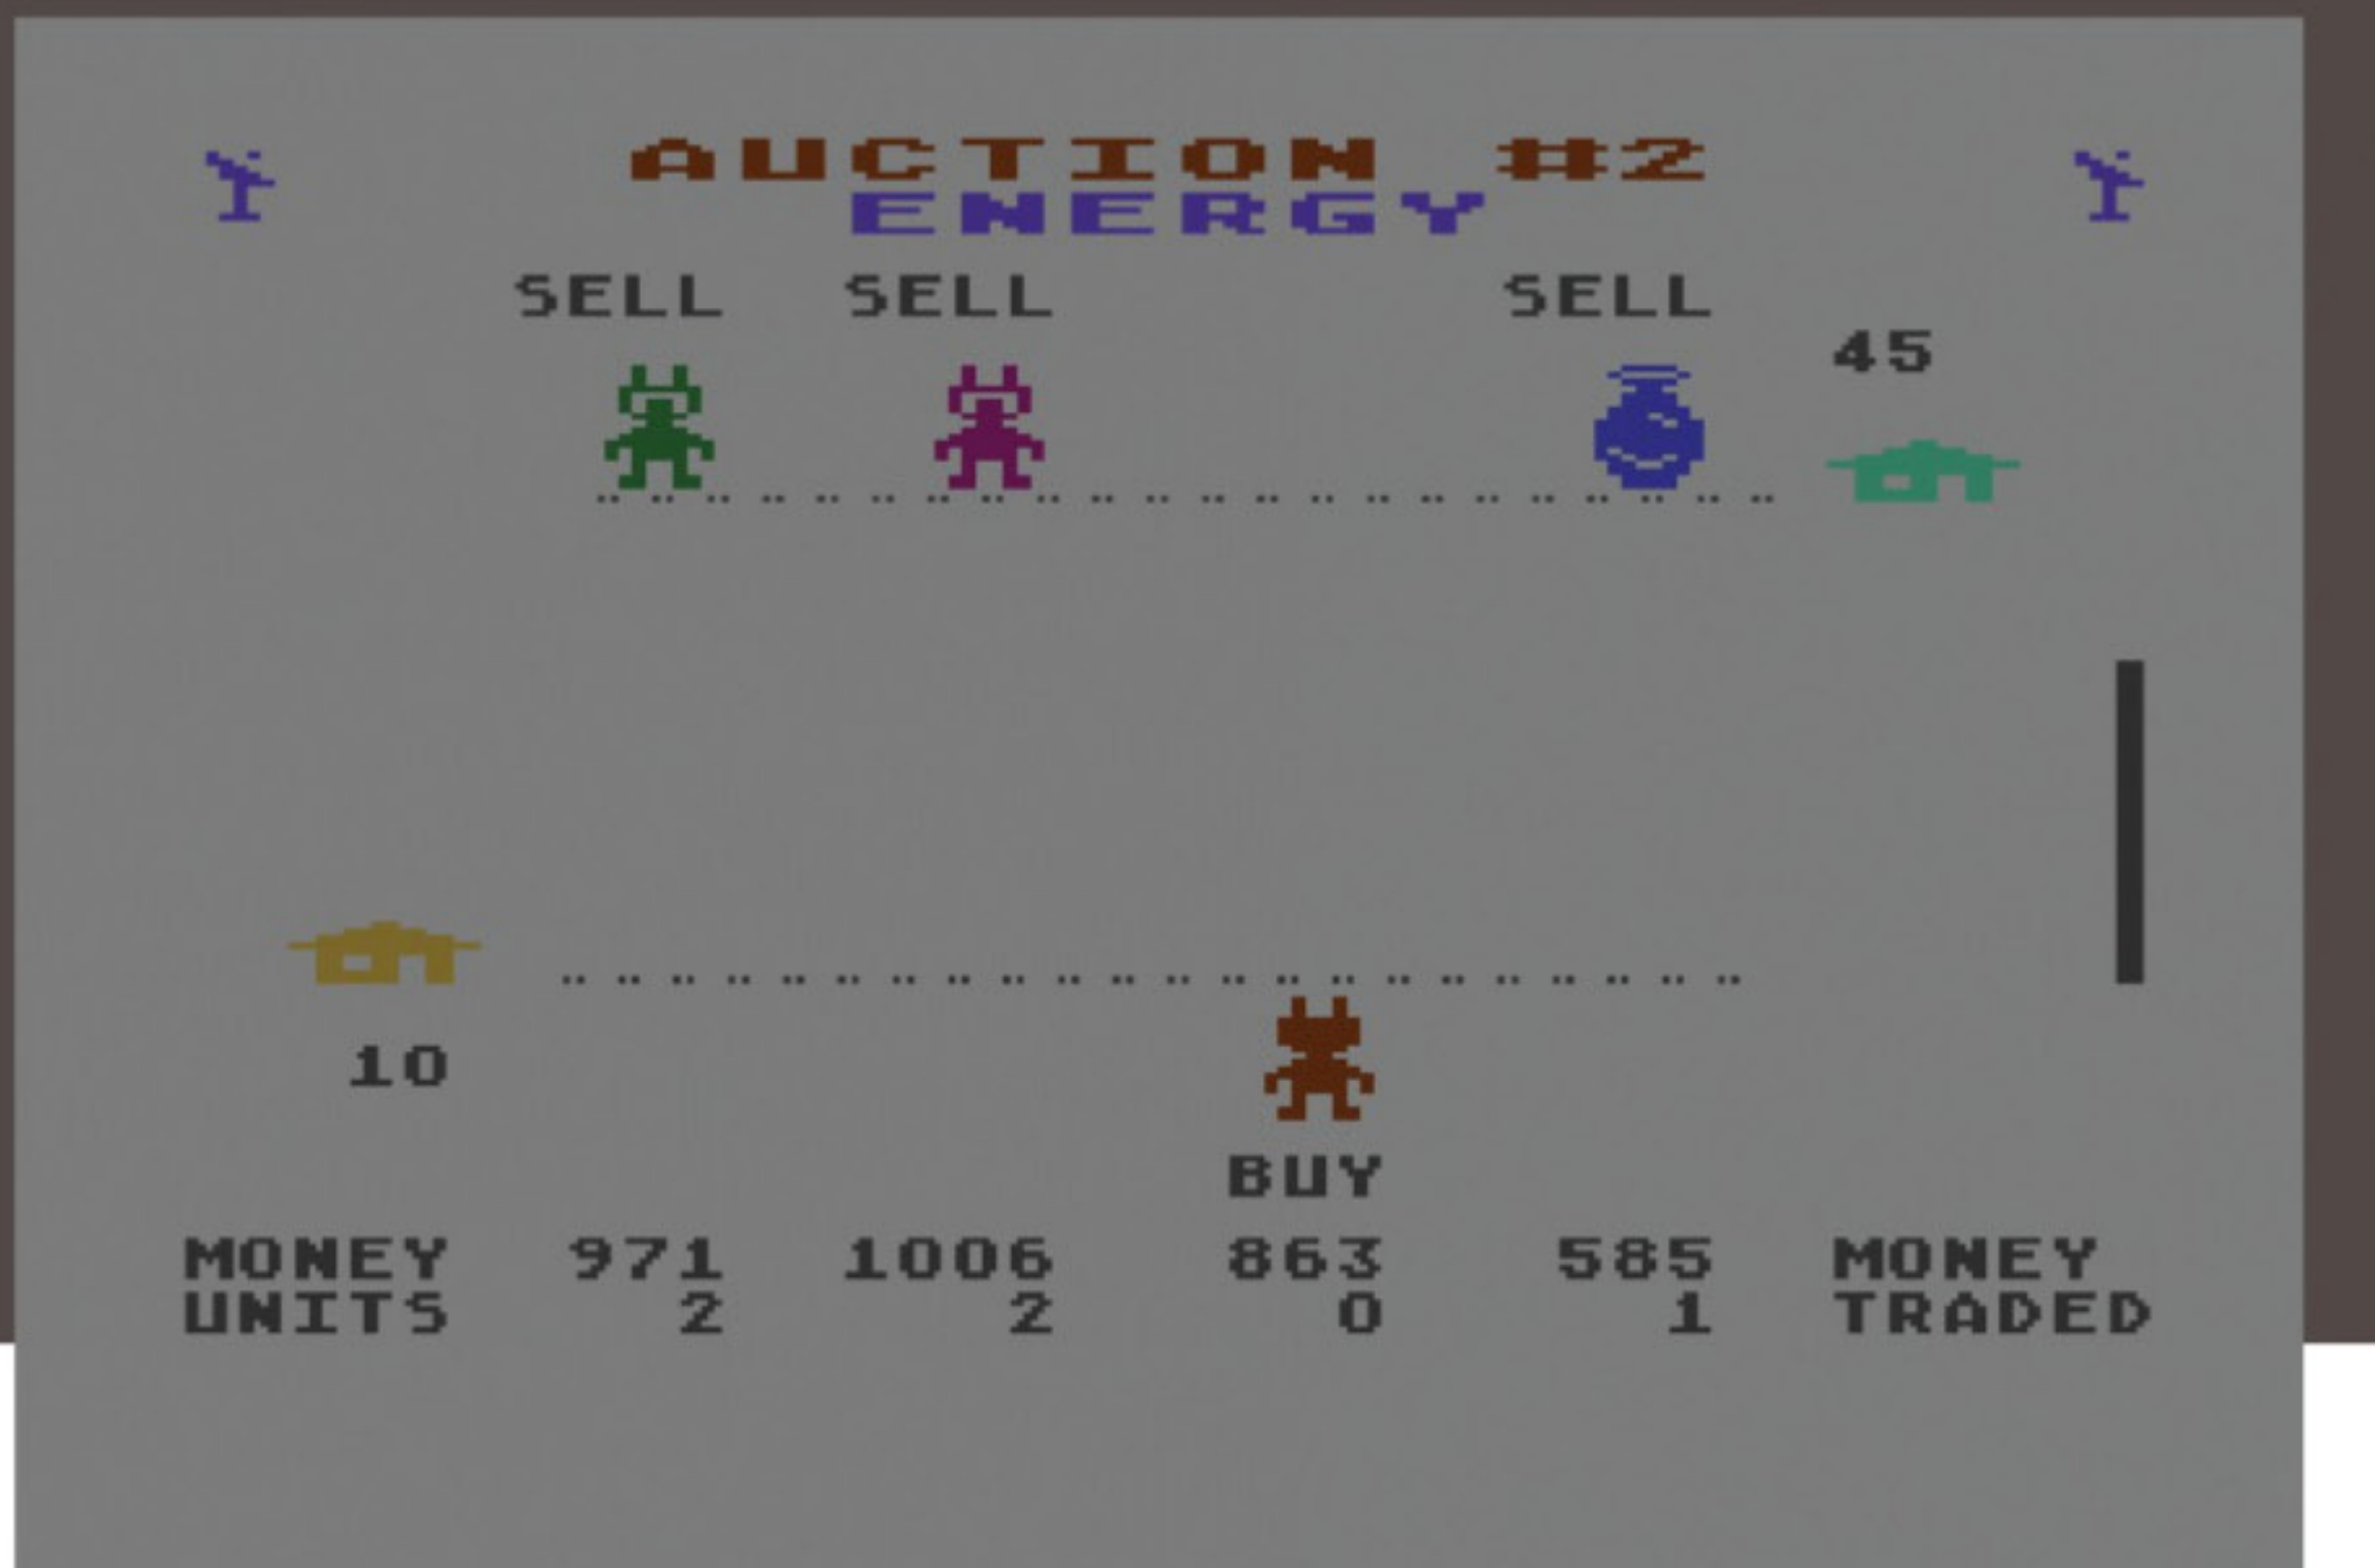 AUCTION #2
ENERGY
SELL SELL SELL
45
10
BUY
MONEY 971 1006 863 585 MONEY
UNITS 2 2 0 1 TRADED